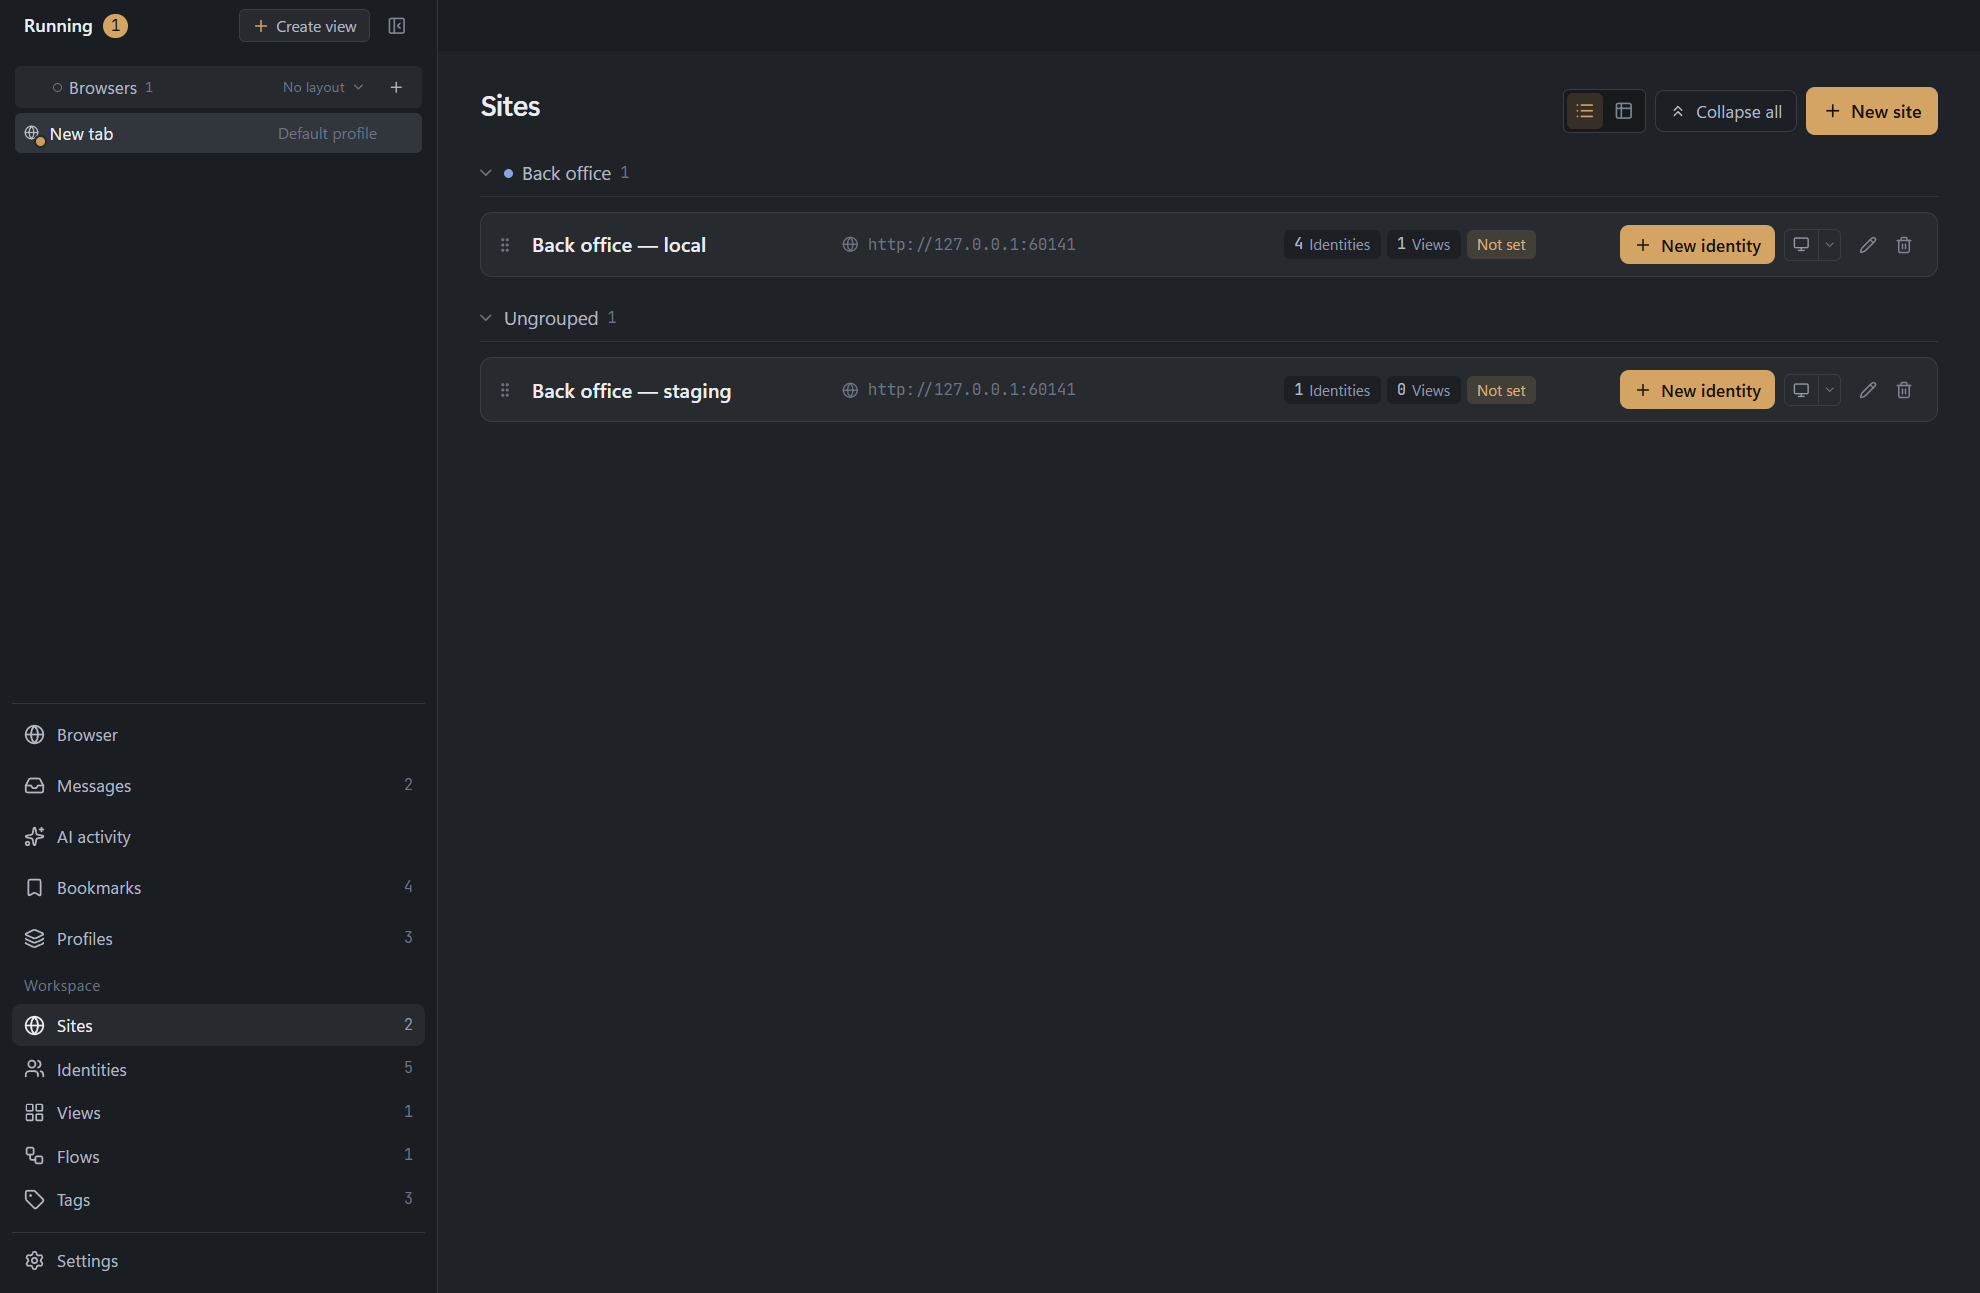 Running 1
Create view
Browsers 1
No layout
New tab
Default profile
Browser
Messages 2
AI activity
Bookmarks 4
Profiles 3
Workspace
Sites 2
Identities 5
Views 1
Flows 1
Tags 3
Settings
Sites
Collapse all
New site
Back office 1
Back office — local
http://127.0.0.1:60141
4 Identities
1 Views
Not set
New identity
Ungrouped 1
Back office — staging
http://127.0.0.1:60141
1 Identities
0 Views
Not set
New identity